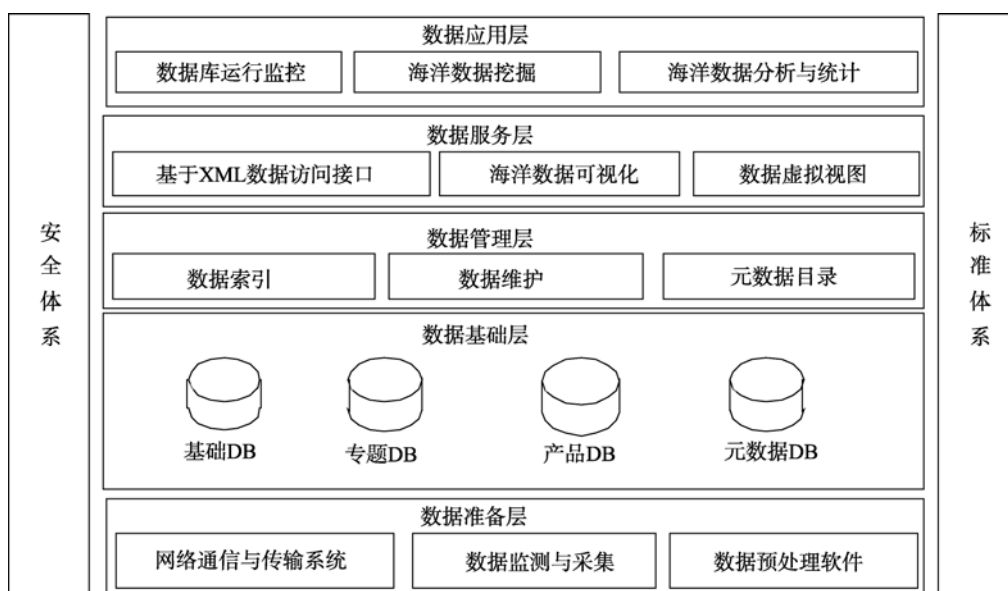 数据应用层
数据库运行监控 海洋数据挖掘 海洋数据分析与统计
数据服务层
基于XML数据访问接口 海洋数据可视化 数据虚拟视图
数据管理层
数据索引 数据维护 元数据目录
数据基础层
基础DB 专题DB 产品DB 元数据DB
数据准备层
网络通信与传输系统 数据监测与采集 数据预处理软件
安全体系
标准体系